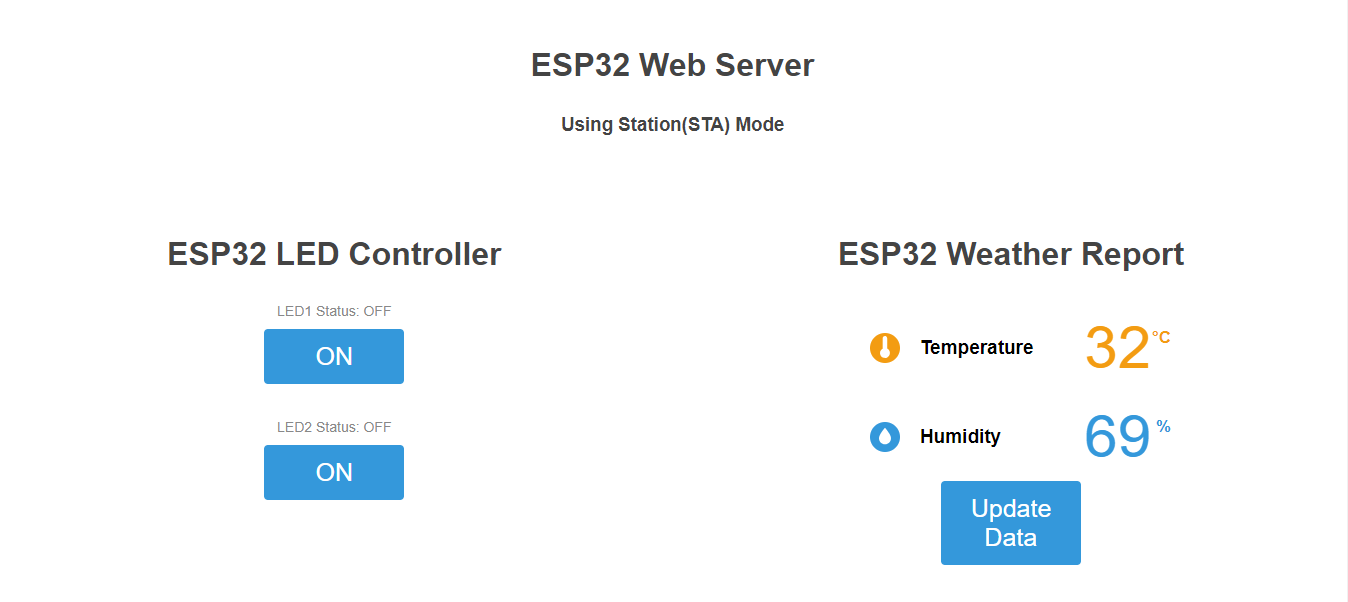 ESP32 Web Server
Using Station(STA) Mode
ESP32 LED Controller
LED1 Status: OFF
ON
LED2 Status: OFF
ON
ESP32 Weather Report
Temperature 32 °C
Humidity 69 %
Update
Data